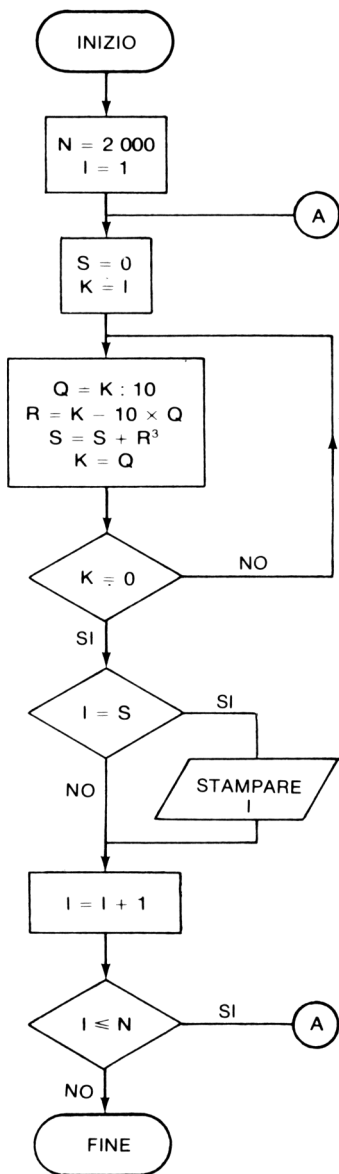 INIZIO
N = 2 000
I = 1
A
S = 0
K = I
Q = K : 10
R = K – 10 × Q
S = S + R³
K = Q
K = 0
NO
SI
I = S
SI
NO
STAMPARE
I
I = I + 1
I ≤ N
SI
A
NO
FINE